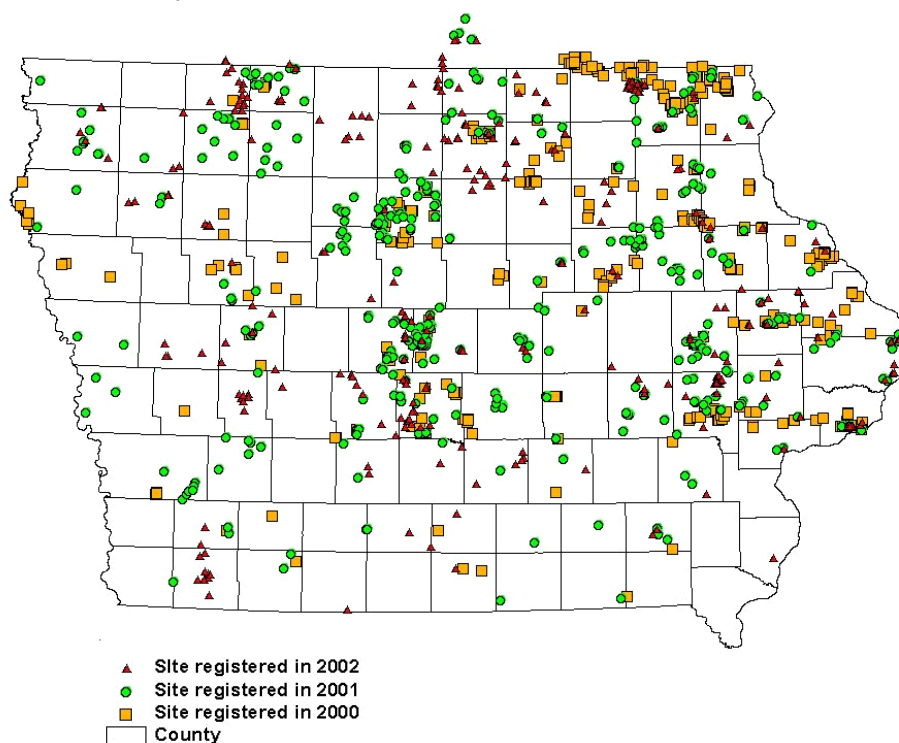 SIte registered in 2002
Site registered in 2001
Site registered in 2000
County